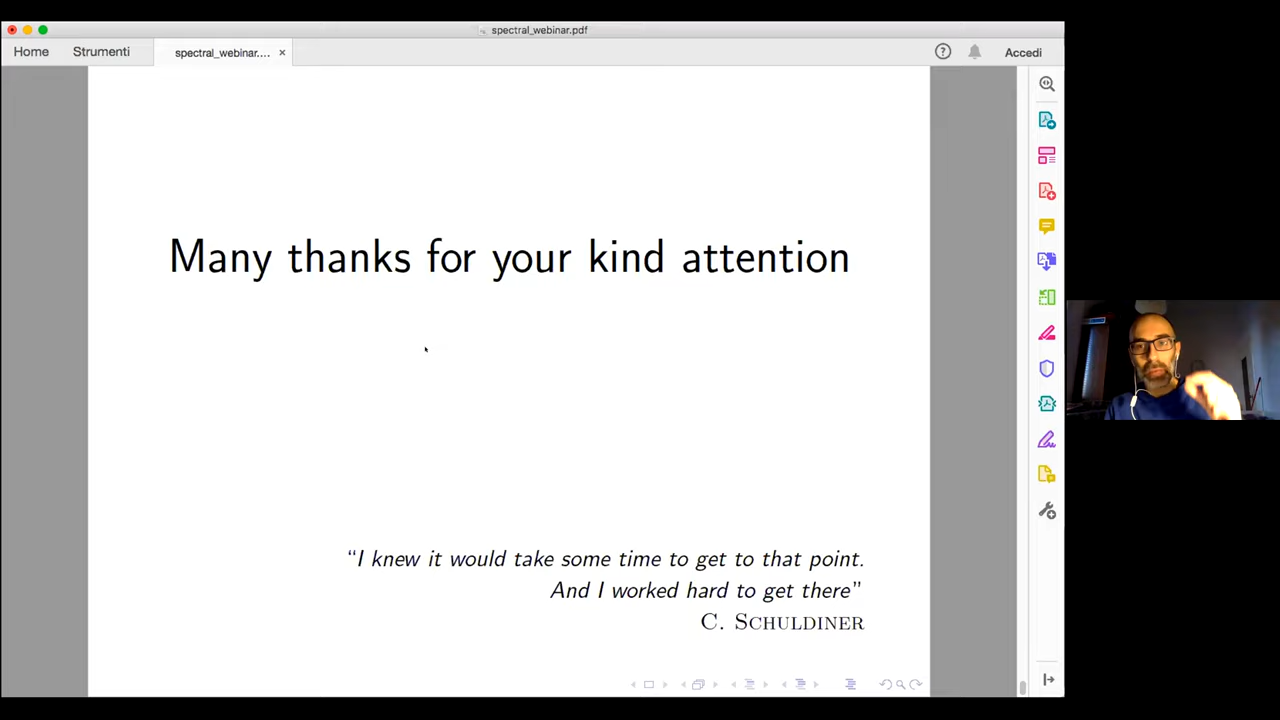 spectral_webinar.pdf
Home
Strumenti
spectral_webinar....
Accedi
Many thanks for your kind attention
“I knew it would take some time to get to that point.
And I worked hard to get there”
C. Schuldiner